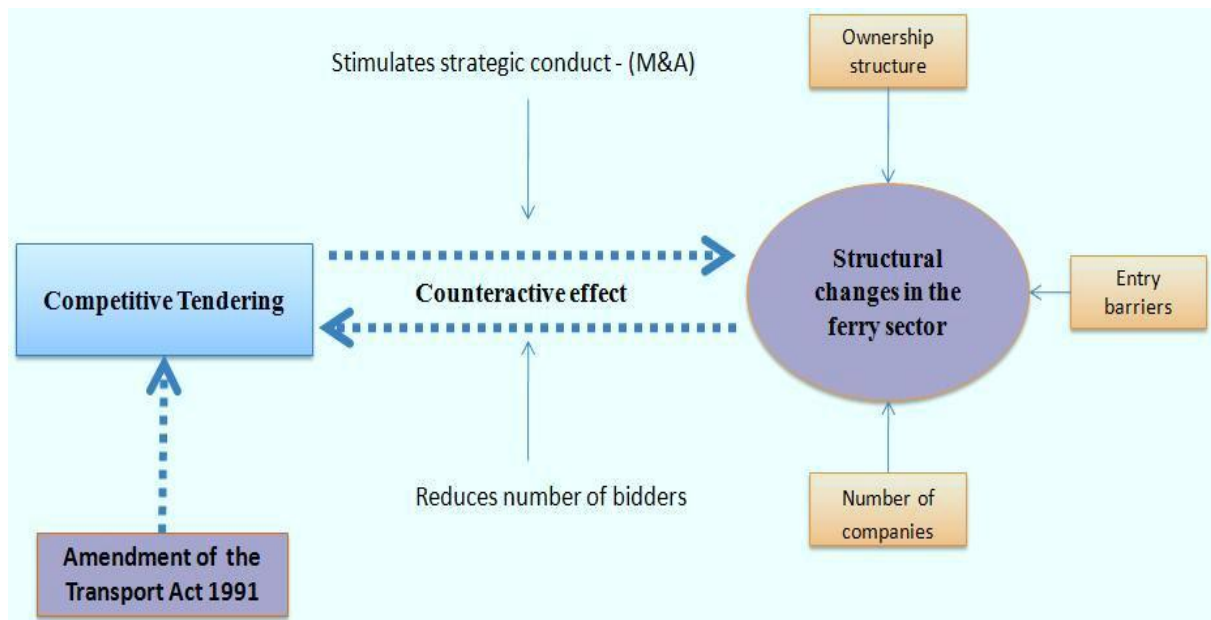 Stimulates strategic conduct - (M&A)
Ownership
structure
Competitive Tendering
Counteractive effect
Structural
changes in the
ferry sector
Entry
barriers
Reduces number of bidders
Number of
companies
Amendment of the
Transport Act 1991